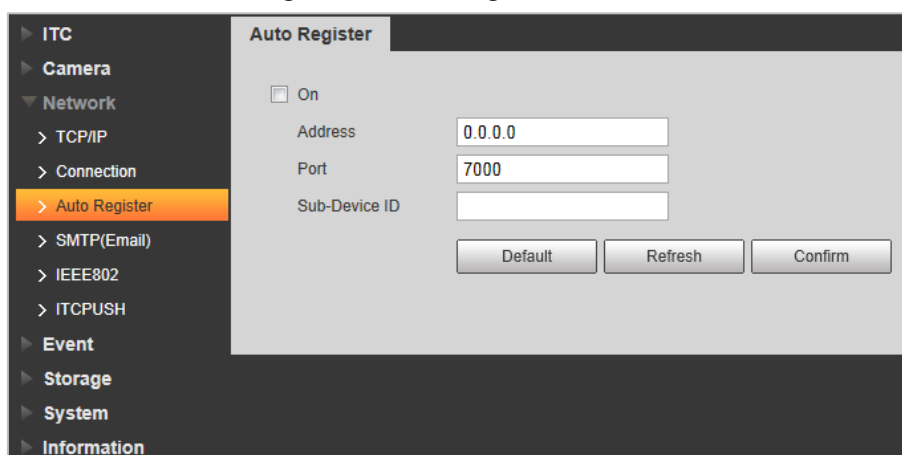 ITC
Camera
Network
TCP/IP
Connection
Auto Register
SMTP(Email)
IEEE802
ITCPUSH
Event
Storage
System
Information
Auto Register
On
Address 0.0.0.0
Port 7000
Sub-Device ID
Default Refresh Confirm